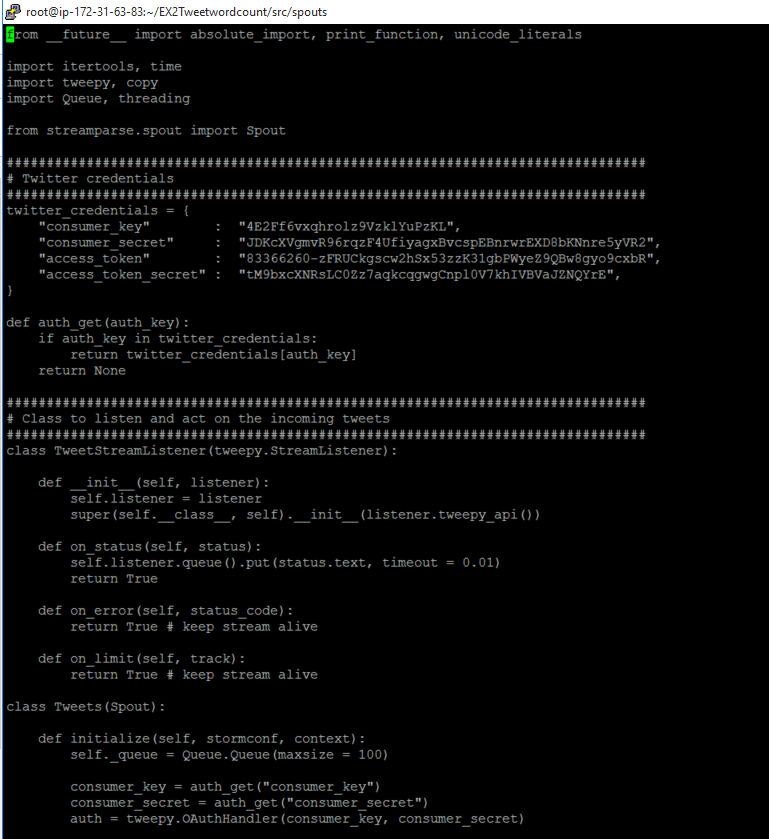 root@ip-172-31-63-83:~/EX2Tweetwordcount/src/spouts
from __future__ import absolute_import, print_function, unicode_literals

import itertools, time
import tweepy, copy
import Queue, threading

from streamparse.spout import Spout

################################################################################
# Twitter credentials
################################################################################
twitter_credentials = {
    "consumer_key"        :  "4E2Ff6vxqhrolz9VzklYuPzKL",
    "consumer_secret"     :  "JDKcXVgmvR96rqzF4UfiyagxBvcspEBnrwrEXD8bKNnre5yVR2",
    "access_token"        :  "83366260-zFRUCkgscw2hSx53zzK31gbPWyeZ9QBw8gyo9cxbR",
    "access_token_secret" :  "tM9bxcXNRsLC0Zz7aqkcqgwgCnpl0V7khIVBVaJZNQYrE",
}

def auth_get(auth_key):
    if auth_key in twitter_credentials:
        return twitter_credentials[auth_key]
    return None

################################################################################
# Class to listen and act on the incoming tweets
################################################################################
class TweetStreamListener(tweepy.StreamListener):

    def __init__(self, listener):
        self.listener = listener
        super(self.__class__, self).__init__(listener.tweepy_api())

    def on_status(self, status):
        self.listener.queue().put(status.text, timeout = 0.01)
        return True

    def on_error(self, status_code):
        return True # keep stream alive

    def on_limit(self, track):
        return True # keep stream alive

class Tweets(Spout):

    def initialize(self, stormconf, context):
        self._queue = Queue.Queue(maxsize = 100)

        consumer_key = auth_get("consumer_key")
        consumer_secret = auth_get("consumer_secret")
        auth = tweepy.OAuthHandler(consumer_key, consumer_secret)